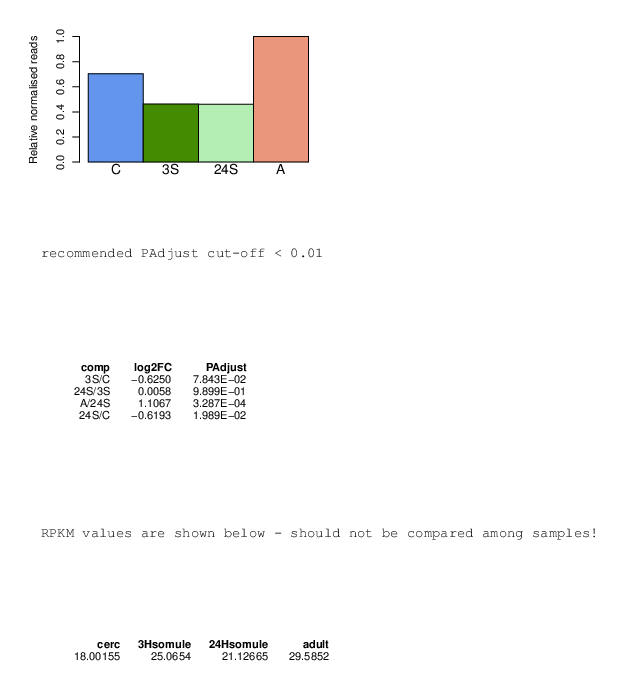 Relative normalised reads
1.0
0.8
0.6
0.4
0.2
0.0
C 3S 24S A
recommended PAdjust cut-off < 0.01
comp log2FC PAdjust
3S/C −0.6250 7.843E−02
24S/3S 0.0058 9.899E−01
A/24S 1.1067 3.287E−04
24S/C −0.6193 1.989E−02
RPKM values are shown below - should not be compared among samples!
cerc 3Hsomule 24Hsomule adult
18.00155 25.0654 21.12665 29.5852